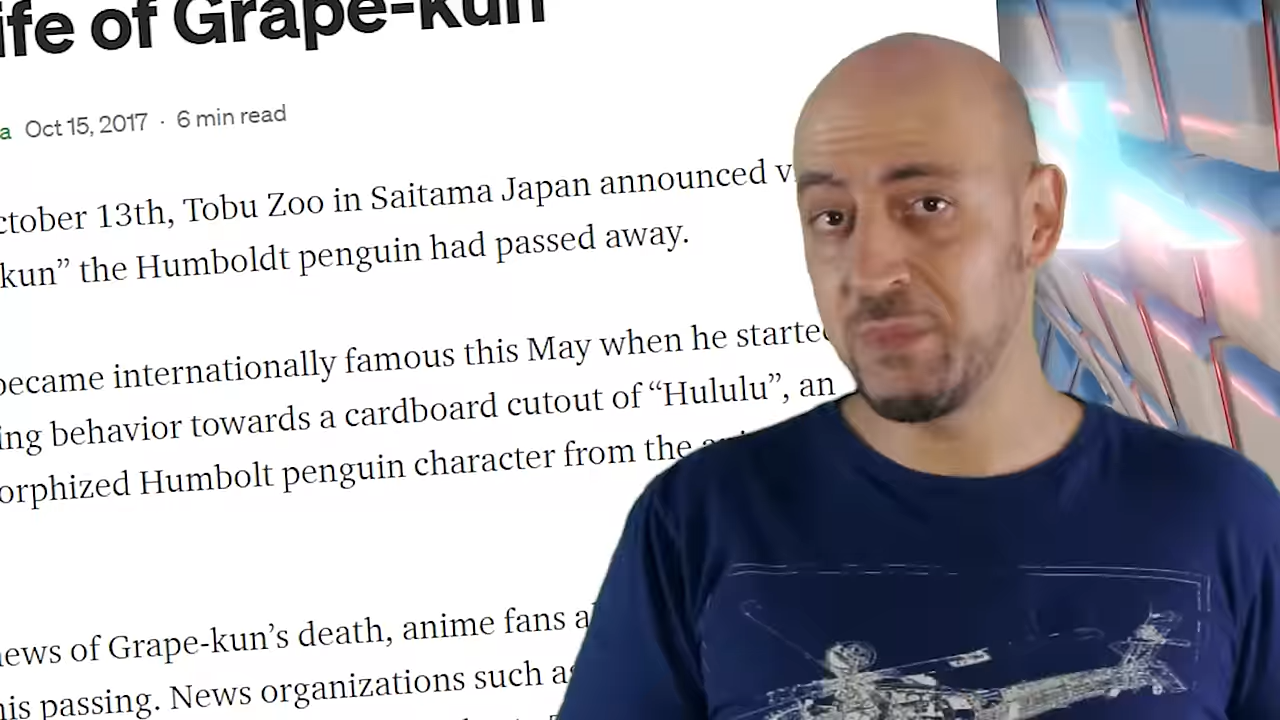 ife of Grape-kun
a Oct 15, 2017 · 6 min read
ctober 13th, Tobu Zoo in Saitama Japan announced v
kun” the Humboldt penguin had passed away.
became internationally famous this May when he starte
ing behavior towards a cardboard cutout of “Hululu”, an
orphized Humbolt penguin character from the
news of Grape-kun’s death, anime fans a
his passing. News organizations such as